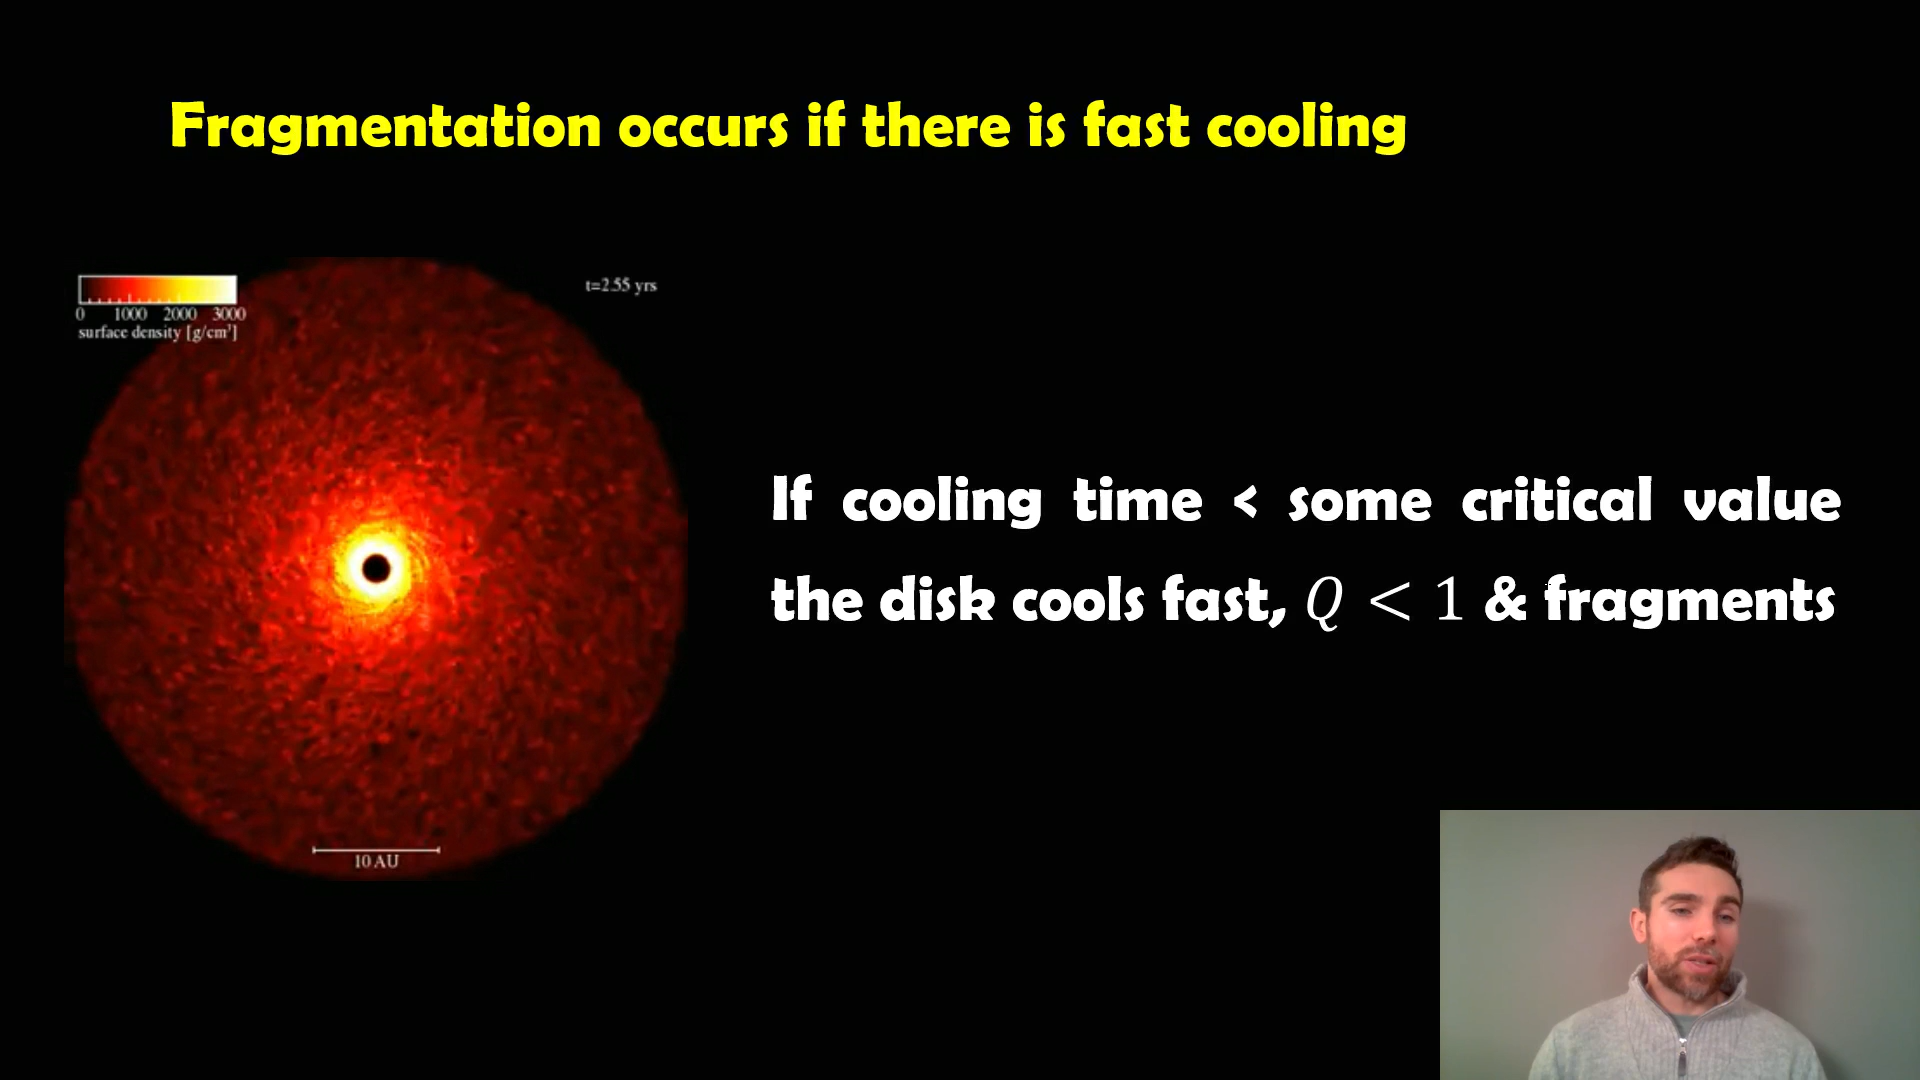 Fragmentation occurs if there is fast cooling
t=2.55 yrs
0 1000 2000 3000
surface density [g/cm²]
If cooling time < some critical value
the disk cools fast, Q < 1 & fragments
10 AU